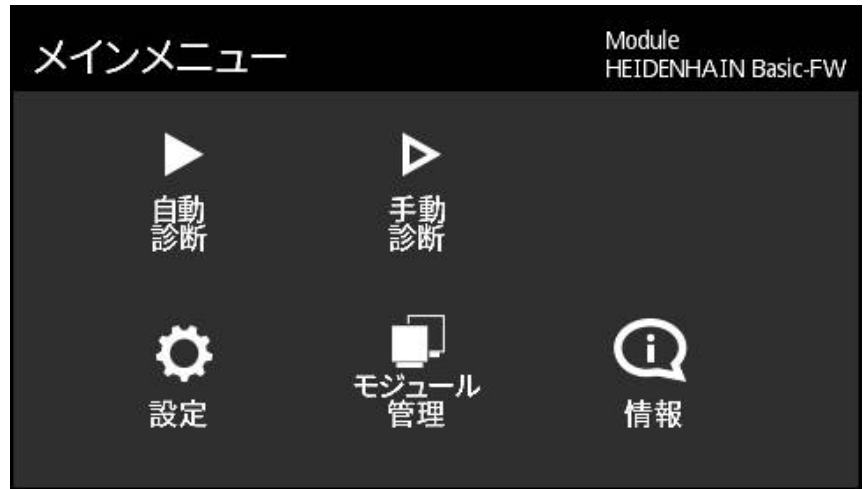 メインメニュー
Module
HEIDENHAIN Basic-FW
自動
診断
手動
診断
設定
モジュール
管理
情報